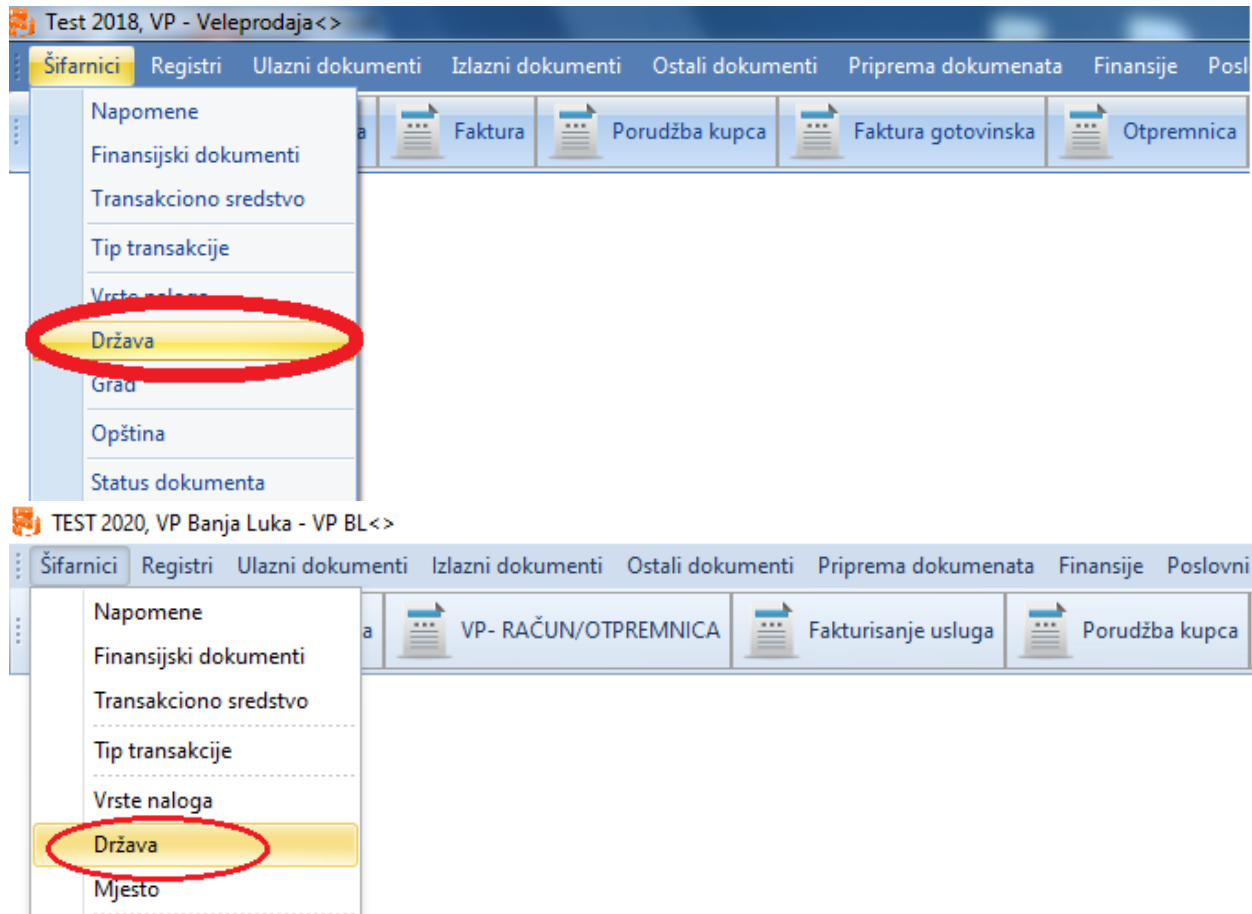 Test 2018, VP - Veleprodaja<>
Šifarnici Registri Ulazni dokumenti Izlazni dokumenti Ostali dokumenti Priprema dokumenata Finansije Posl
a Faktura Porudžba kupca Faktura gotovinska Otpremnica
Napomene
Finansijski dokumenti
Transakciono sredstvo
Tip transakcije
Vrste naloga
Država
Grad
Opština
Status dokumenta
TEST 2020, VP Banja Luka - VP BL<>
Šifarnici Registri Ulazni dokumenti Izlazni dokumenti Ostali dokumenti Priprema dokumenata Finansije Poslovni
a VP- RAČUN/OTPREMNICA Fakturisanje usluga Porudžba kupca
Napomene
Finansijski dokumenti
Transakciono sredstvo
Tip transakcije
Vrste naloga
Država
Mjesto